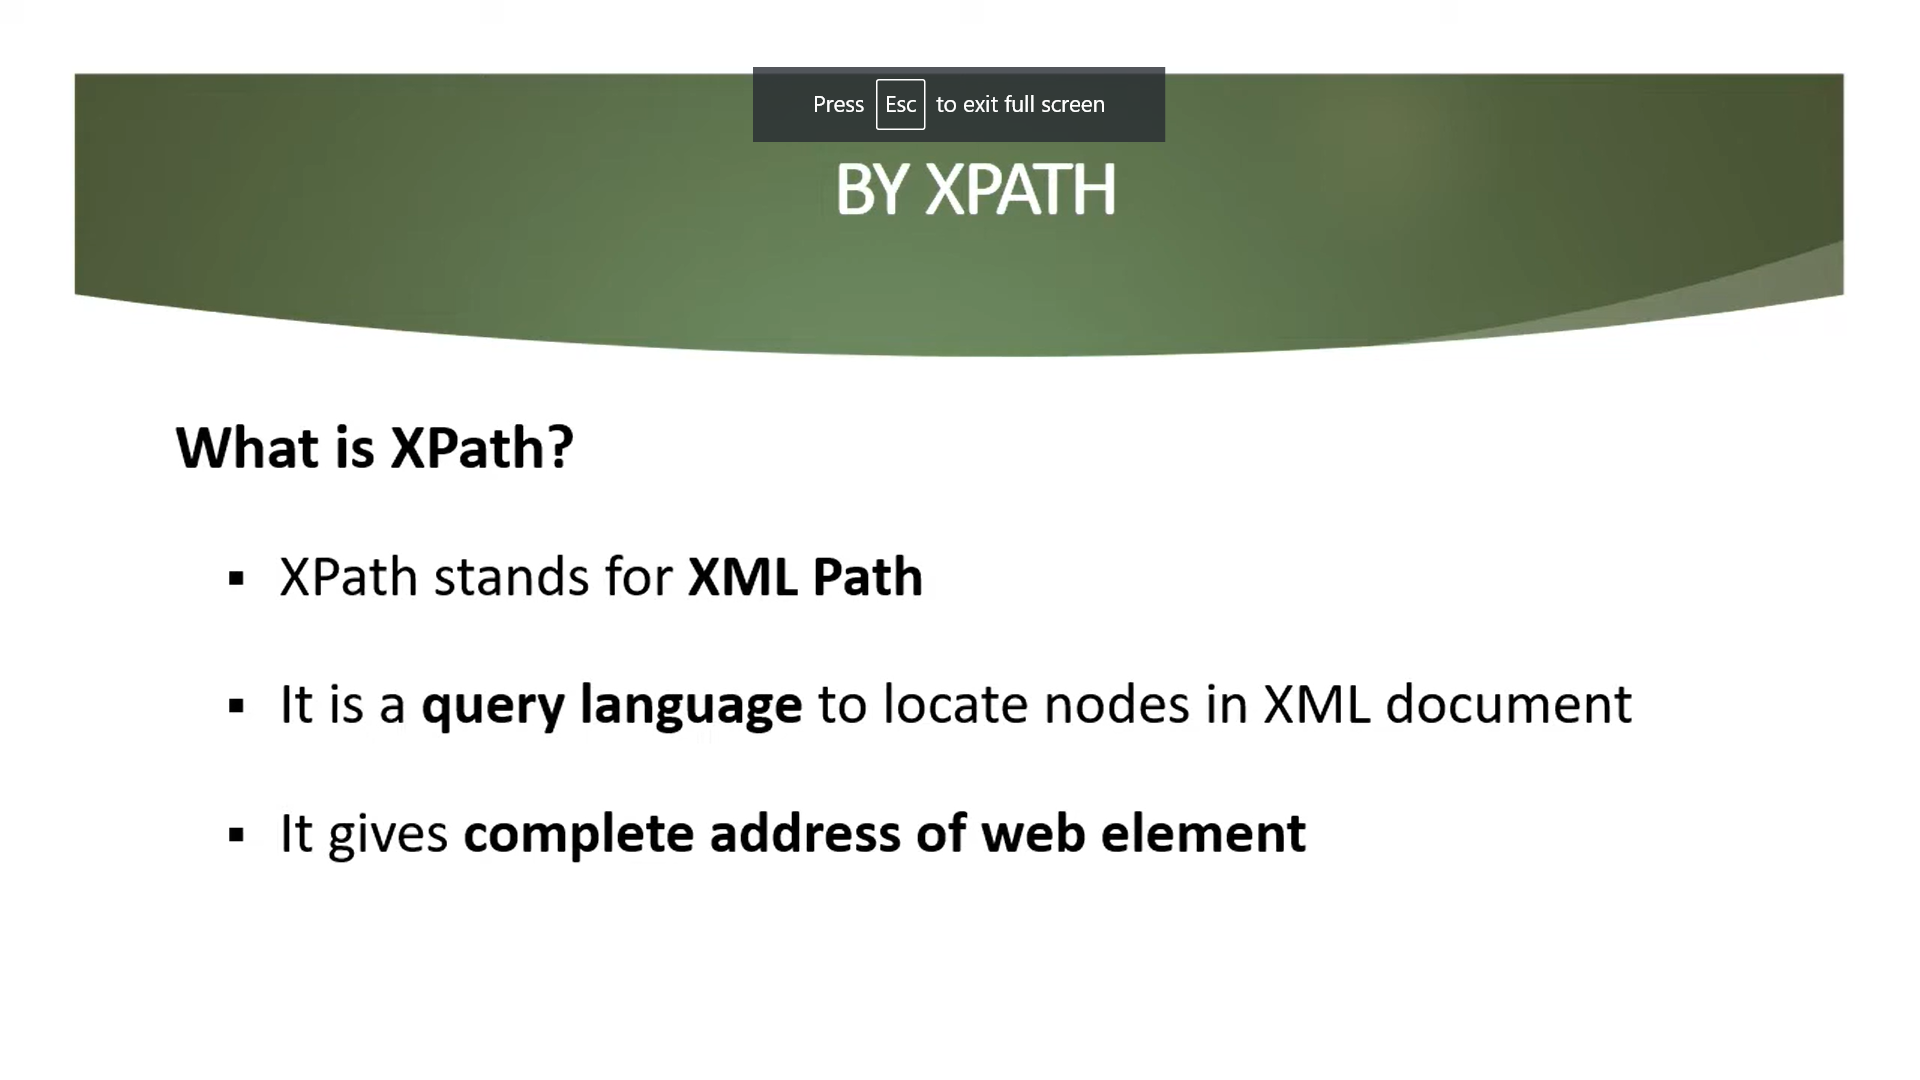 Press Esc to exit full screen
BY XPATH
What is XPath?
▪ XPath stands for XML Path
▪ It is a query language to locate nodes in XML document
▪ It gives complete address of web element